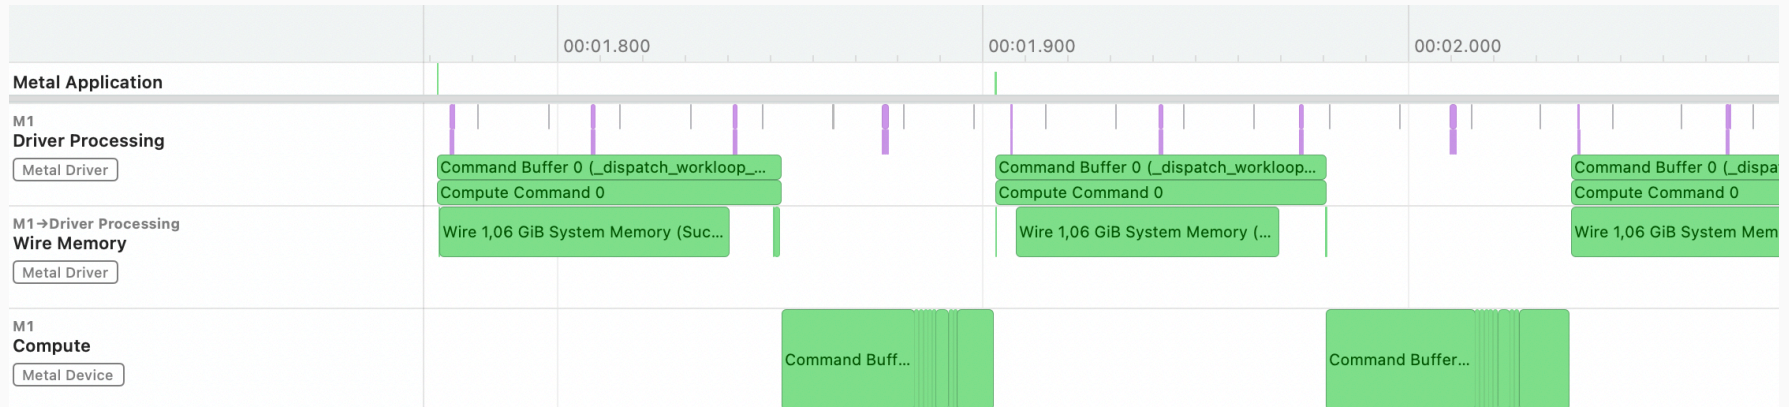 00:01.800 00:01.900 00:02.000
Metal Application
M1
Driver Processing
Metal Driver
Command Buffer 0 (_dispatch_workloop_... Command Buffer 0 (_dispatch_workloop... Command Buffer 0 (_dispa
Compute Command 0 Compute Command 0 Compute Command 0
M1→Driver Processing
Wire Memory
Metal Driver
Wire 1,06 GiB System Memory (Suc... Wire 1,06 GiB System Memory (... Wire 1,06 GiB System Mem
M1
Compute
Metal Device
Command Buff... Command Buffer...